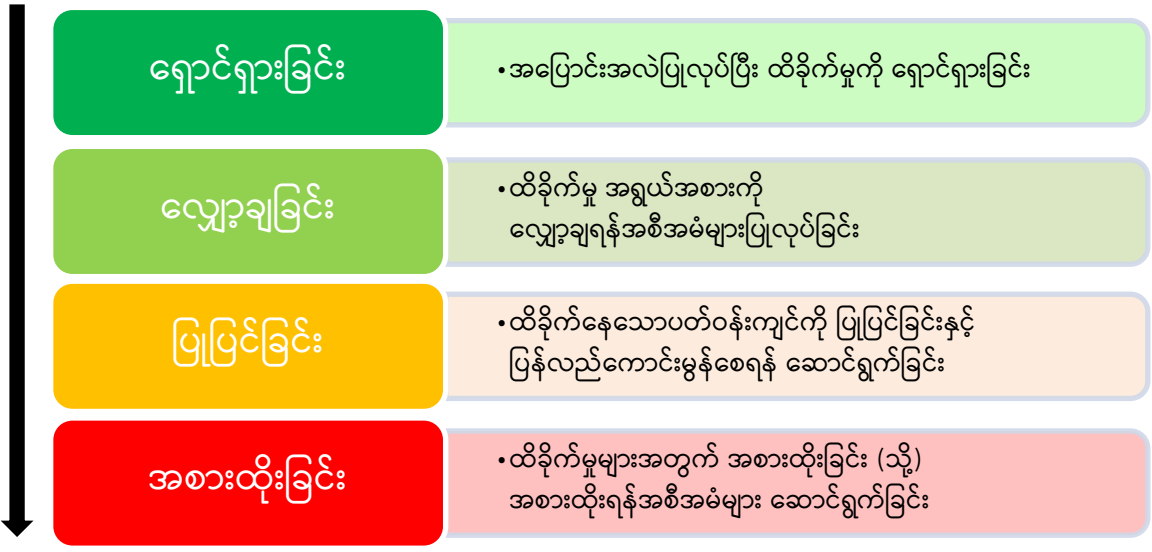 ရှောင်ရှားခြင်း
•အပြောင်းအလဲပြုလုပ်ပြီး ထိခိုက်မှုကို ရှောင်ရှားခြင်း
လျှော့ချခြင်း
•ထိခိုက်မှု အရွယ်အစားကို
လျှော့ချရန်အစီအမံများပြုလုပ်ခြင်း
ပြုပြင်ခြင်း
•ထိခိုက်နေသောပတ်ဝန်းကျင်ကို ပြုပြင်ခြင်းနှင့်
ပြန်လည်ကောင်းမွန်စေရန် ဆောင်ရွက်ခြင်း
အစားထိုးခြင်း
•ထိခိုက်မှုများအတွက် အစားထိုးခြင်း (သို့)
အစားထိုးရန်အစီအမံများ ဆောင်ရွက်ခြင်း